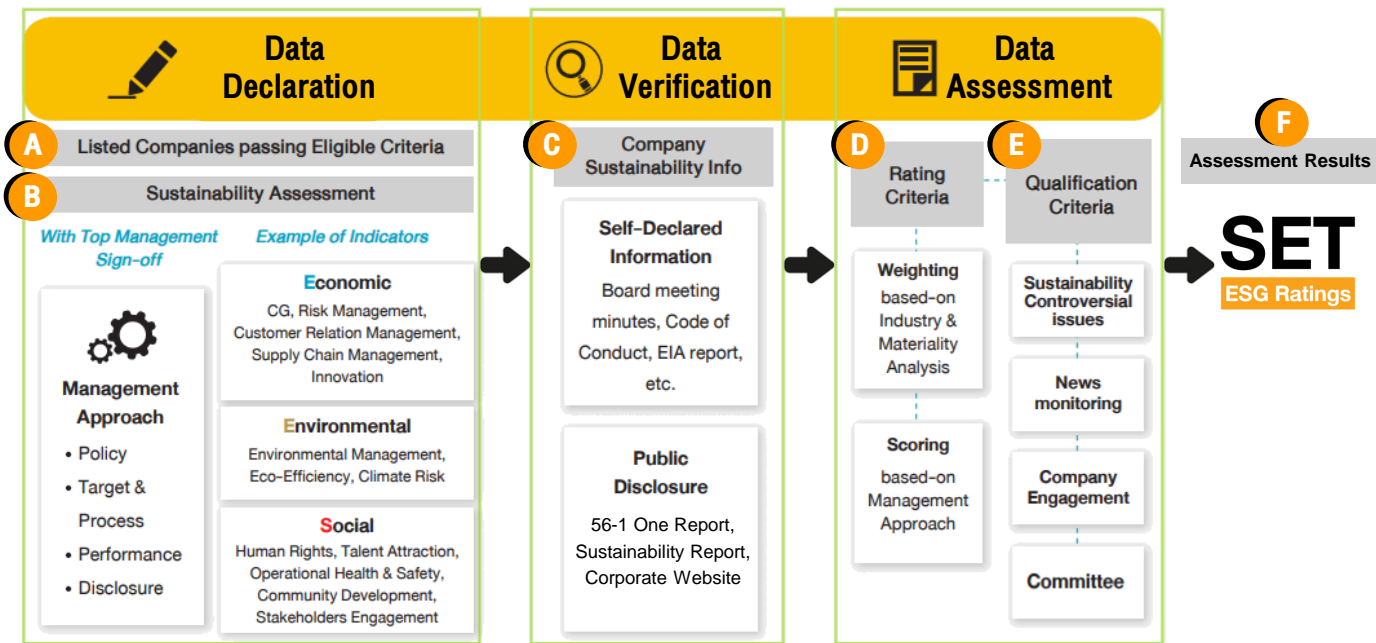 Data
Declaration
Data
Verification
Data
Assessment
A
Listed Companies passing Eligible Criteria
B
Sustainability Assessment
With Top Management
Sign-off
Management
Approach
• Policy
• Target &
Process
• Performance
• Disclosure
Example of Indicators
Economic
CG, Risk Management,
Customer Relation Management,
Supply Chain Management,
Innovation
Environmental
Environmental Management,
Eco-Efficiency, Climate Risk
Social
Human Rights, Talent Attraction,
Operational Health & Safety,
Community Development,
Stakeholders Engagement
C
Company
Sustainability Info
Self-Declared
Information
Board meeting
minutes, Code of
Conduct, EIA report,
etc.
Public
Disclosure
56-1 One Report,
Sustainability Report,
Corporate Website
D
Rating
Criteria
Weighting
based-on
Industry &
Materiality
Analysis
Scoring
based-on
Management
Approach
E
Qualification
Criteria
Sustainability
Controversial
issues
News
monitoring
Company
Engagement
Committee
F
Assessment Results
SET
ESG Ratings